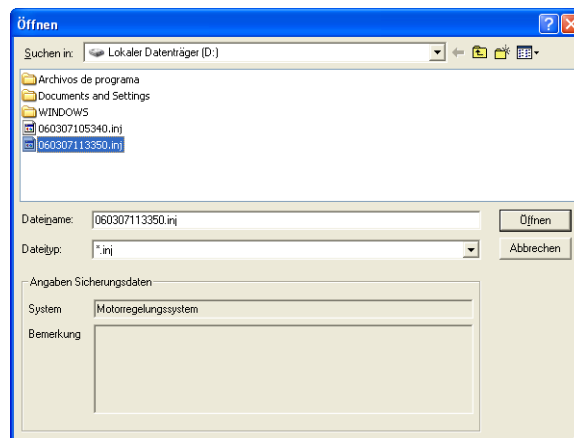 Öffnen
Suchen in: Lokaler Datenträger (D:)
Archivos de programa
Documents and Settings
WINDOWS
060307105340.inj
060307113350.inj
Dateiname: 060307113350.inj Öffnen
Dateityp: *.inj Abbrechen
Angaben Sicherungsdaten
System Motorregelungssystem
Bemerkung